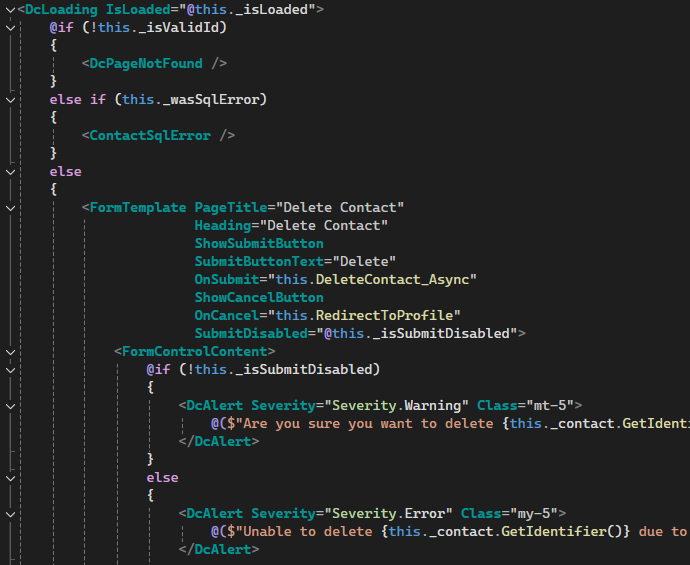 <DcLoading IsLoaded="@this._isLoaded">
@if (!this._isValidId)
{
<DcPageNotFound />
}
else if (this._wasSqlError)
{
<ContactSqlError />
}
else
{
<FormTemplate PageTitle="Delete Contact"
Heading="Delete Contact"
ShowSubmitButton
SubmitButtonText="Delete"
OnSubmit="this.DeleteContact_Async"
ShowCancelButton
OnCancel="this.RedirectToProfile"
SubmitDisabled="@this._isSubmitDisabled">
<FormControlContent>
@if (!this._isSubmitDisabled)
{
<DcAlert Severity="Severity.Warning" Class="mt-5">
@($"Are you sure you want to delete {this._contact.GetIdentifi
</DcAlert>
}
else
{
<DcAlert Severity="Severity.Error" Class="my-5">
@($"Unable to delete {this._contact.GetIdentifier()} due to
</DcAlert>